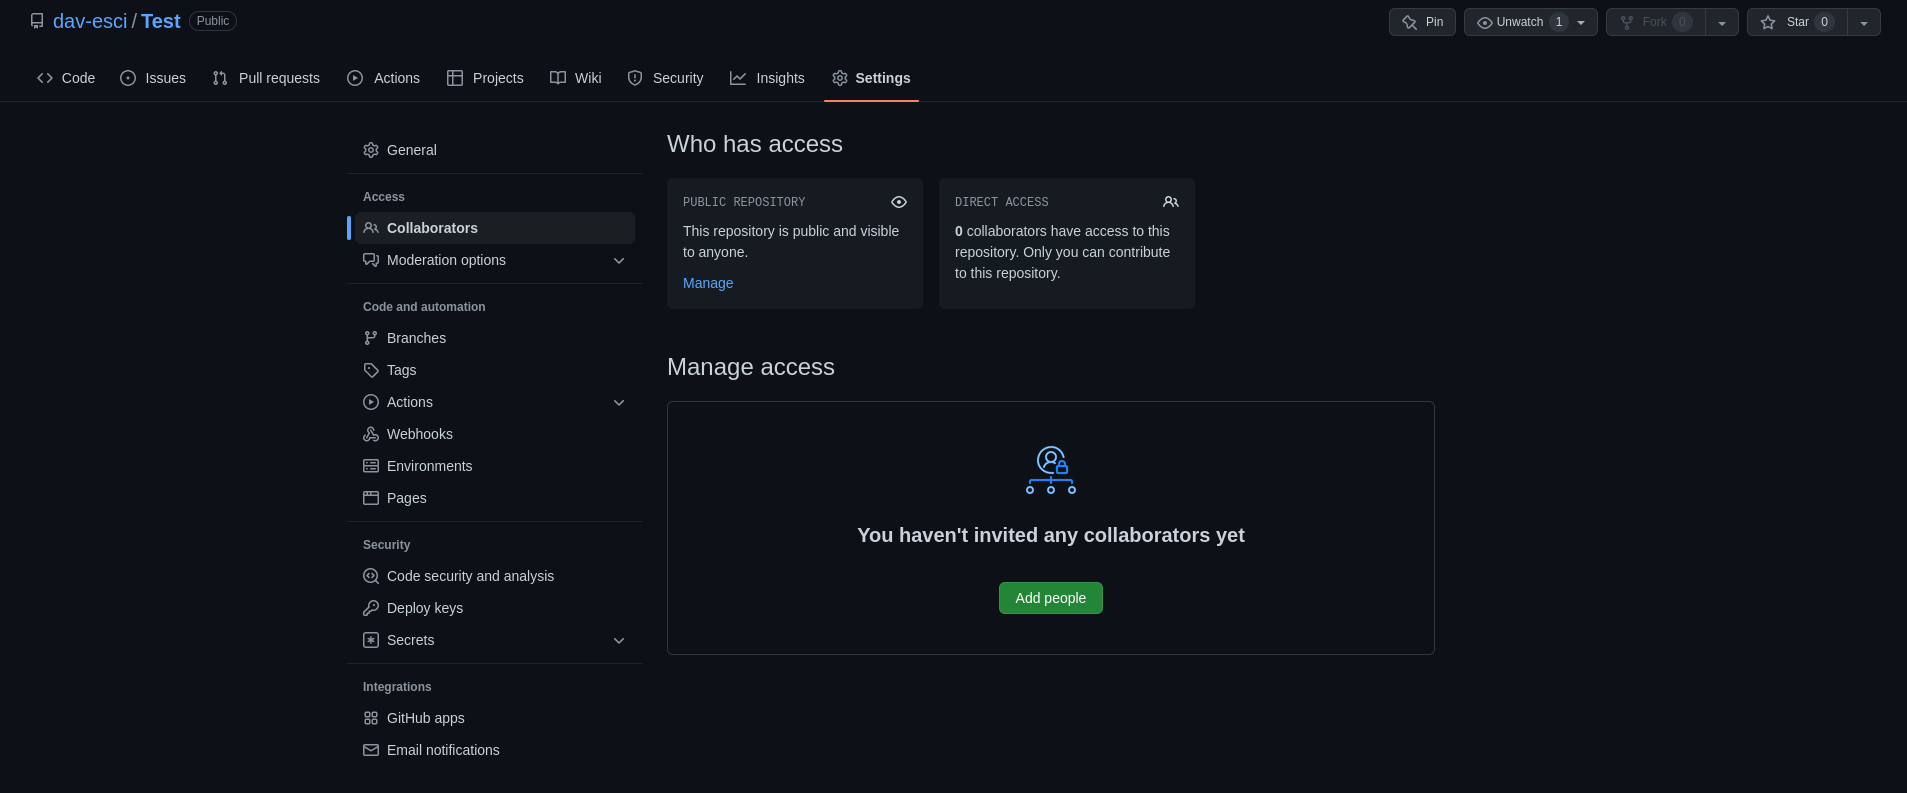 dav-esci / Test Public
Pin
Unwatch 1
Fork 0
Star 0
Code
Issues
Pull requests
Actions
Projects
Wiki
Security
Insights
Settings
General
Access
Collaborators
Moderation options
Code and automation
Branches
Tags
Actions
Webhooks
Environments
Pages
Security
Code security and analysis
Deploy keys
Secrets
Integrations
GitHub apps
Email notifications
Who has access
PUBLIC REPOSITORY
This repository is public and visible
to anyone.
Manage
DIRECT ACCESS
0 collaborators have access to this
repository. Only you can contribute
to this repository.
Manage access
You haven't invited any collaborators yet
Add people